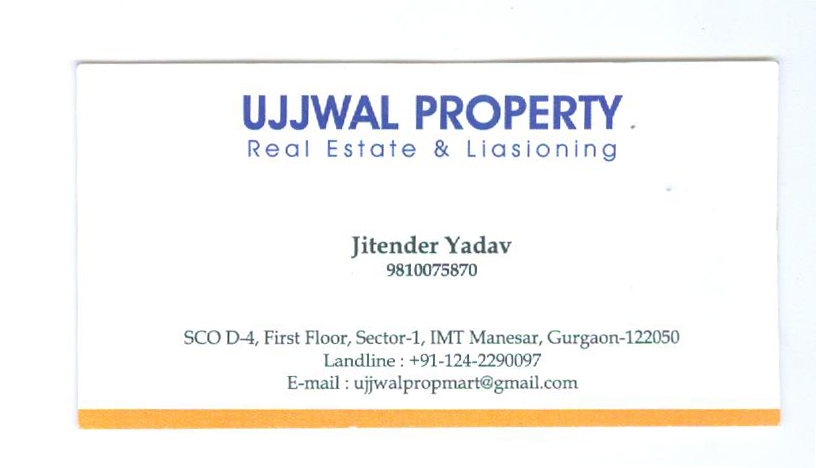 UJJWAL PROPERTY
Real Estate & Liasioning
Jitender Yadav
9810075870
SCO D-4, First Floor, Sector-1, IMT Manesar, Gurgaon-122050
Landline : +91-124-2290097
E-mail : ujjwalpropmart@gmail.com